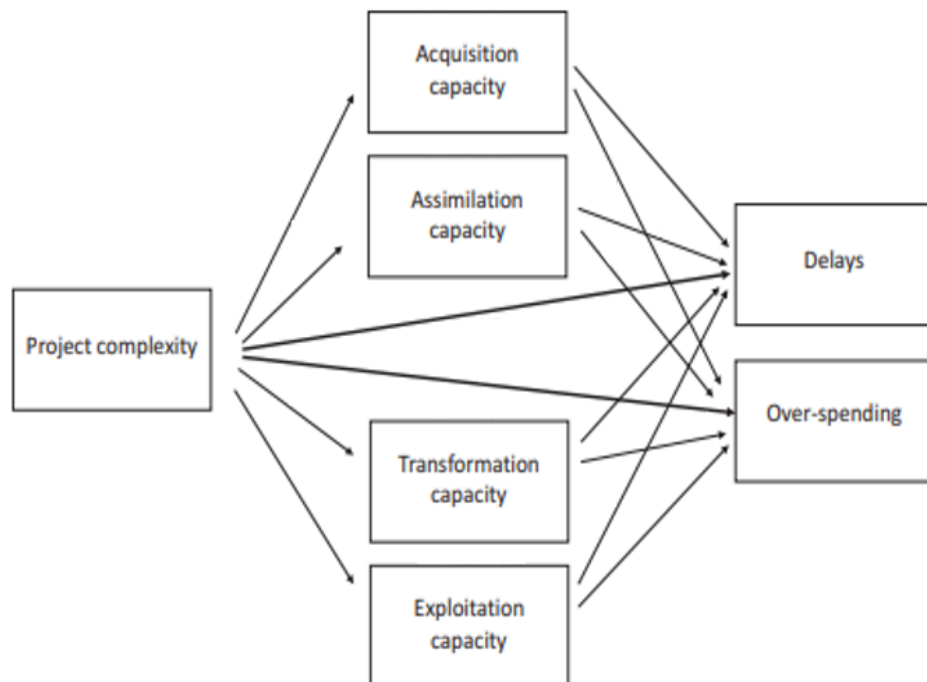 Acquisition
capacity
Assimilation
capacity
Delays
Project complexity
Over-spending
Transformation
capacity
Exploitation
capacity